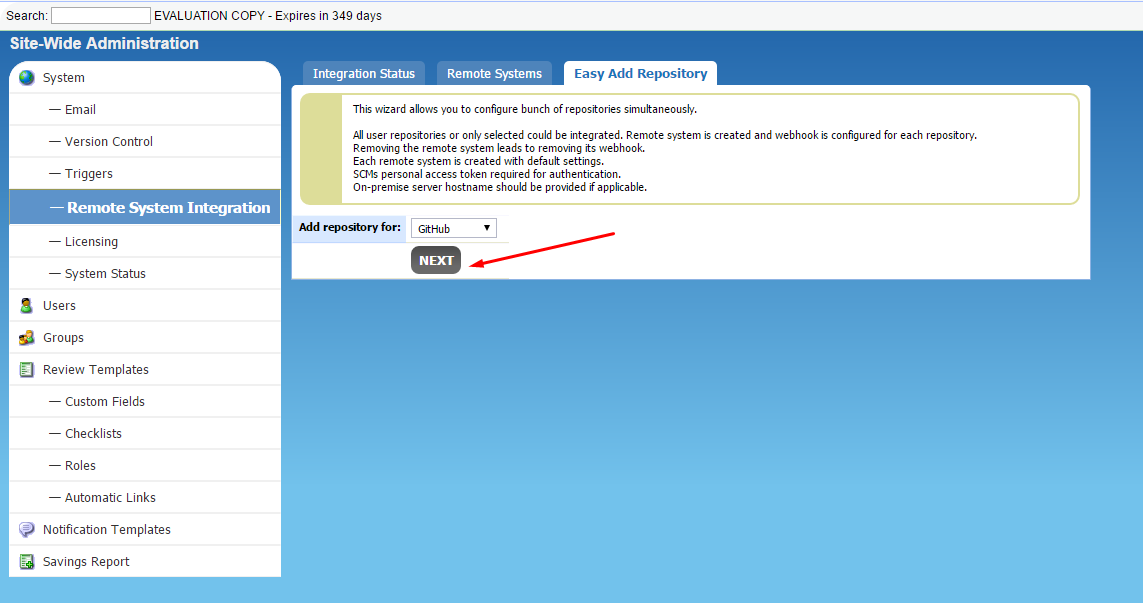 Search: EVALUATION COPY - Expires in 349 days
Site-Wide Administration
System
— Email
— Version Control
— Triggers
— Remote System Integration
— Licensing
— System Status
Users
Groups
Review Templates
— Custom Fields
— Checklists
— Roles
— Automatic Links
Notification Templates
Savings Report
Integration Status Remote Systems Easy Add Repository
This wizard allows you to configure bunch of repositories simultaneously.
All user repositories or only selected could be integrated. Remote system is created and webhook is configured for each repository.
Removing the remote system leads to removing its webhook.
Each remote system is created with default settings.
SCMs personal access token required for authentication.
On-premise server hostname should be provided if applicable.
Add repository for: GitHub
NEXT